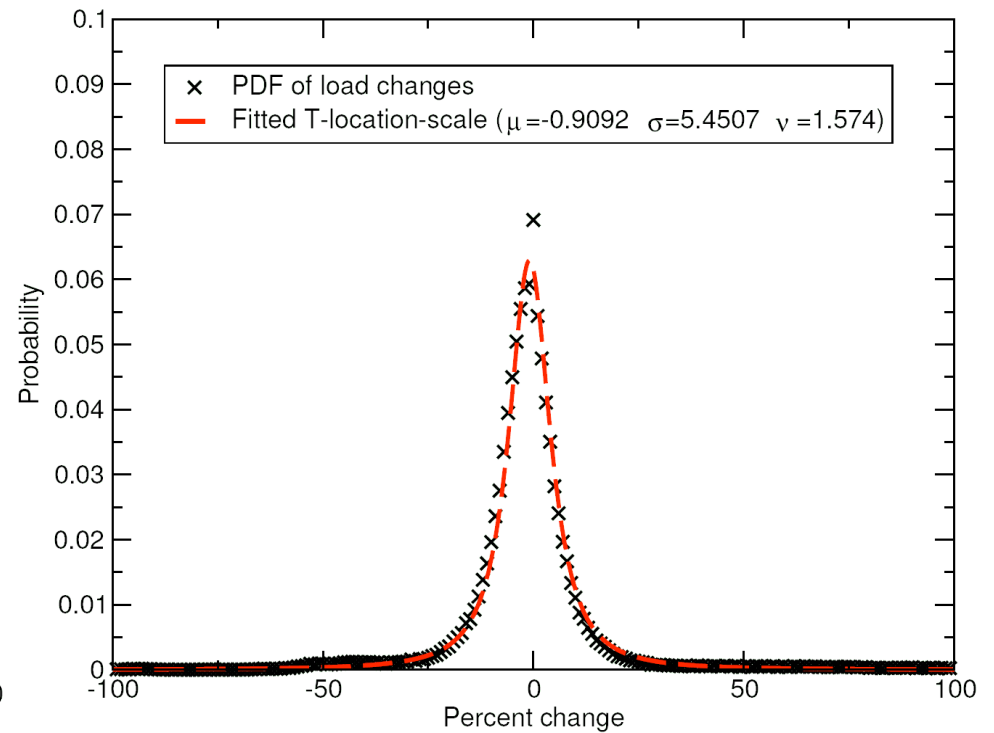 0.1
0.09
0.08
0.07
0.06
0.05
0.04
0.03
0.02
0.01
0
Probability
PDF of load changes
Fitted T-location-scale (μ=-0.9092 σ=5.4507 ν=1.574)
-100 -50 0 50 100
Percent change
0